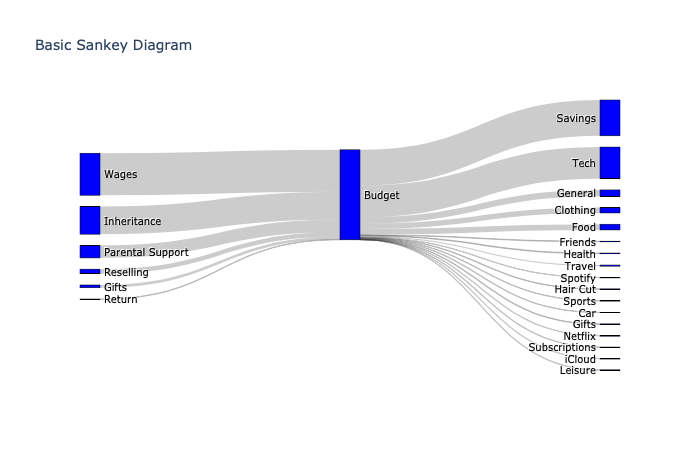 Basic Sankey Diagram
Wages
Inheritance
Parental Support
Reselling
Gifts
Return
Budget
Savings
Tech
General
Clothing
Food
Friends
Health
Travel
Spotify
Hair Cut
Sports
Car
Gifts
Netflix
Subscriptions
iCloud
Leisure